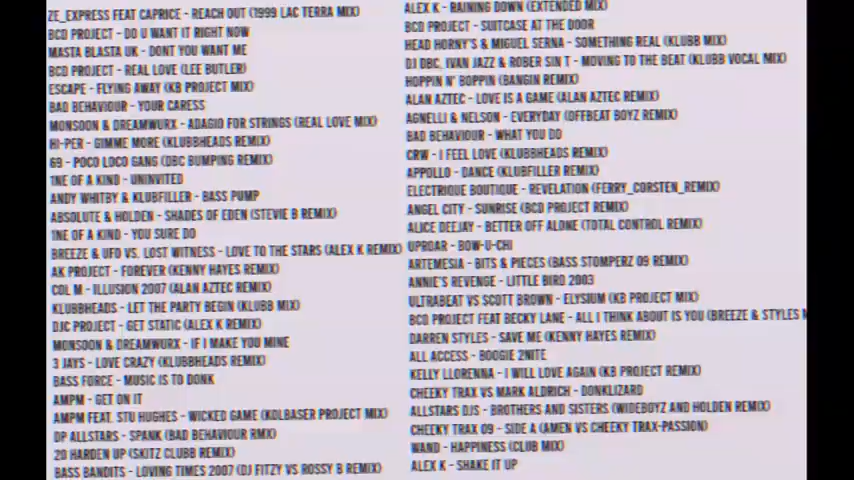 ZE_EXPRESS FEAT CAPRICE - REACH OUT (1999 LAC TERRA MIX)
BCD PROJECT - DO U WANT IT RIGHT NOW
MASTA BLASTA UK - DONT YOU WANT ME
BCD PROJECT - REAL LOVE (LEE BUTLER)
ESCAPE - FLYING AWAY (KB PROJECT MIX)
BAD BEHAVIOUR - YOUR CARESS
MONSOON & DREAMWURX - ADAGIO FOR STRINGS (REAL LOVE MIX)
HI-PER - GIMME MORE (KLUBBHEADS REMIX)
69 - POCO LOCO GANG (DBC BUMPING REMIX)
1NE OF A KIND - UNINVITED
ANDY WHITBY & KLUBFILLER - BASS PUMP
ABSOLUTE & HOLDEN - SHADES OF EDEN (STEVIE B REMIX)
1NE OF A KIND - YOU SURE DO
BREEZE & UFO VS. LOST WITNESS - LOVE TO THE STARS (ALEX K REMIX)
AK PROJECT - FOREVER (KENNY HAYES REMIX)
COL M - ILLUSION 2007 (ALAN AZTEC REMIX)
KLUBBHEADS - LET THE PARTY BEGIN (KLUBB MIX)
DJC PROJECT - GET STATIC (ALEX K REMIX)
MONSOON & DREAMWURX - IF I MAKE YOU MINE
3 JAYS - LOVE CRAZY (KLUBBHEADS REMIX)
BASS FORCE - MUSIC IS TO DONK
AMPM - GET ON IT
AMPM FEAT. STU HUGHES - WICKED GAME (KOLBASER PROJECT MIX)
DP ALLSTARS - SPANK (BAD BEHAVIOUR RMX)
20 HARDEN UP (SKITZ CLUBB REMIX)
BASS BANDITS - LOVING TIMES 2007 (DJ FITZY VS ROSSY B REMIX)
ALEX K - RAINING DOWN (EXTENDED MIX)
BCD PROJECT - SUITCASE AT THE DOOR
HEAD HORNY'S & MIGUEL SERNA - SOMETHING REAL (KLUBB MIX)
DJ DBC, IVAN JAZZ & ROBER SIN T - MOVING TO THE BEAT (KLUBB VOCAL MIX)
HOPPIN N' BOPPIN (BANGIN REMIX)
ALAN AZTEC - LOVE IS A GAME (ALAN AZTEC REMIX)
AGNELLI & NELSON - EVERYDAY (OFFBEAT BOYZ REMIX)
BAD BEHAVIOUR - WHAT YOU DO
CRW - I FEEL LOVE (KLUBBHEADS REMIX)
APPOLLO - DANCE (KLUBFILLER REMIX)
ELECTRIQUE BOUTIQUE - REVELATION (FERRY_CORSTEN_REMIX)
ANGEL CITY - SUNRISE (BCD PROJECT REMIX)
ALICE DEEJAY - BETTER OFF ALONE (TOTAL CONTROL REMIX)
UPROAR - BOW-U-CHI
ARTEMESIA - BITS & PIECES (BASS STOMPERZ 09 REMIX)
ANNIE'S REVENGE - LITTLE BIRD 2003
ULTRABEAT VS SCOTT BROWN - ELYSIUM (KB PROJECT MIX)
BCD PROJECT FEAT BECKY LANE - ALL I THINK ABOUT IS YOU (BREEZE & STYLES M
DARREN STYLES - SAVE ME (KENNY HAYES REMIX)
ALL ACCESS - BOOGIE 2NITE
KELLY LLORENNA - I WILL LOVE AGAIN (KB PROJECT REMIX)
CHEEKY TRAX VS MARK ALDRICH - DONKLIZARD
ALLSTARS DJS - BROTHERS AND SISTERS (WIDEBOYZ AND HOLDEN REMIX)
CHEEKY TRAX 09 - SIDE A (AMEN VS CHEEKY TRAX-PASSION)
WAND - HAPPINESS (CLUB MIX)
ALEX K - SHAKE IT UP